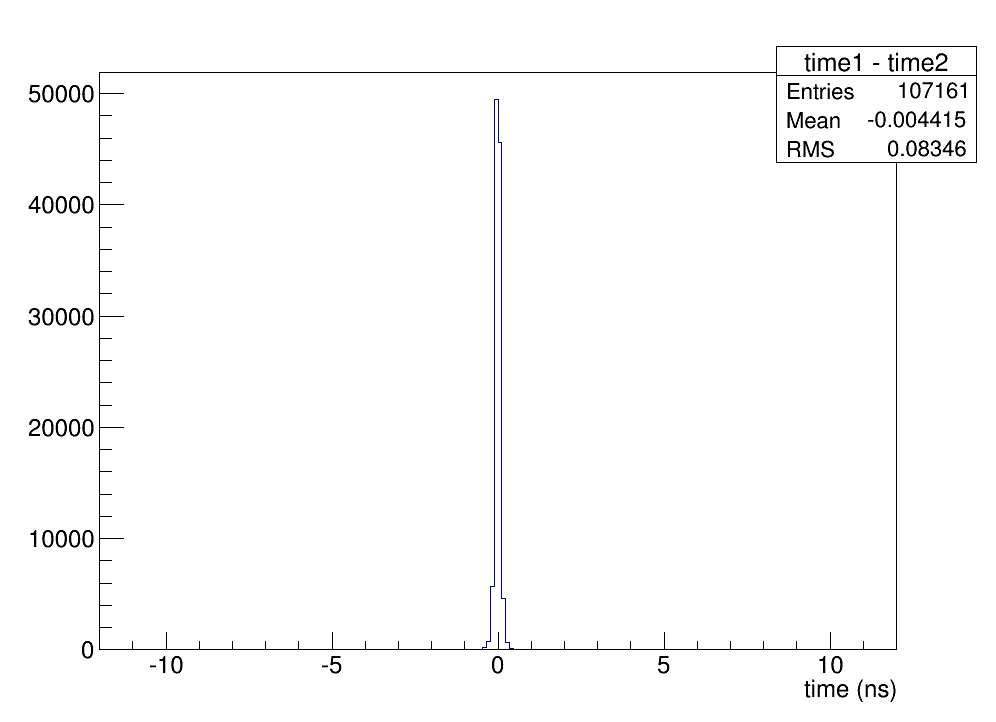 time1 - time2
Entries 107161
Mean -0.004415
RMS 0.08346
50000
40000
30000
20000
10000
0
-10 -5 0 5 10
time (ns)